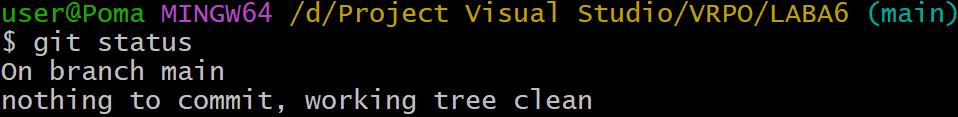 user@Poma MINGW64 /d/Project Visual Studio/VRPO/LABA6 (main)
$ git status
On branch main
nothing to commit, working tree clean